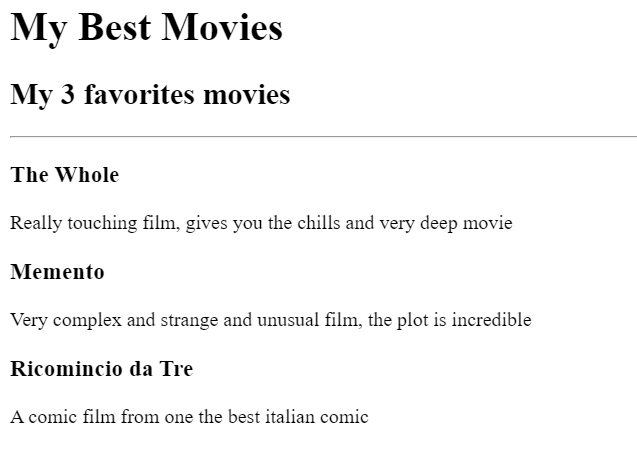 My Best Movies
My 3 favorites movies
The Whole
Really touching film, gives you the chills and very deep movie
Memento
Very complex and strange and unusual film, the plot is incredible
Ricomincio da Tre
A comic film from one the best italian comic